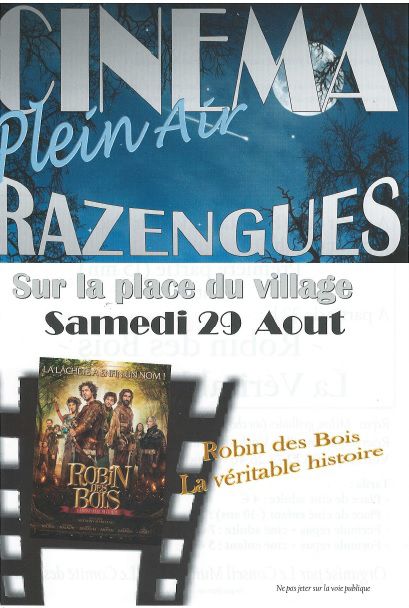 CINEMA
Plein Air
RAZENGUES
Sur la place du village
Samedi 29 Aout
LA LÂCHETÉ A ENFIN UN NOM !
ROBIN
DES
BOIS
Robin des Bois
La véritable histoire
Ne pas jeter sur la voie publique